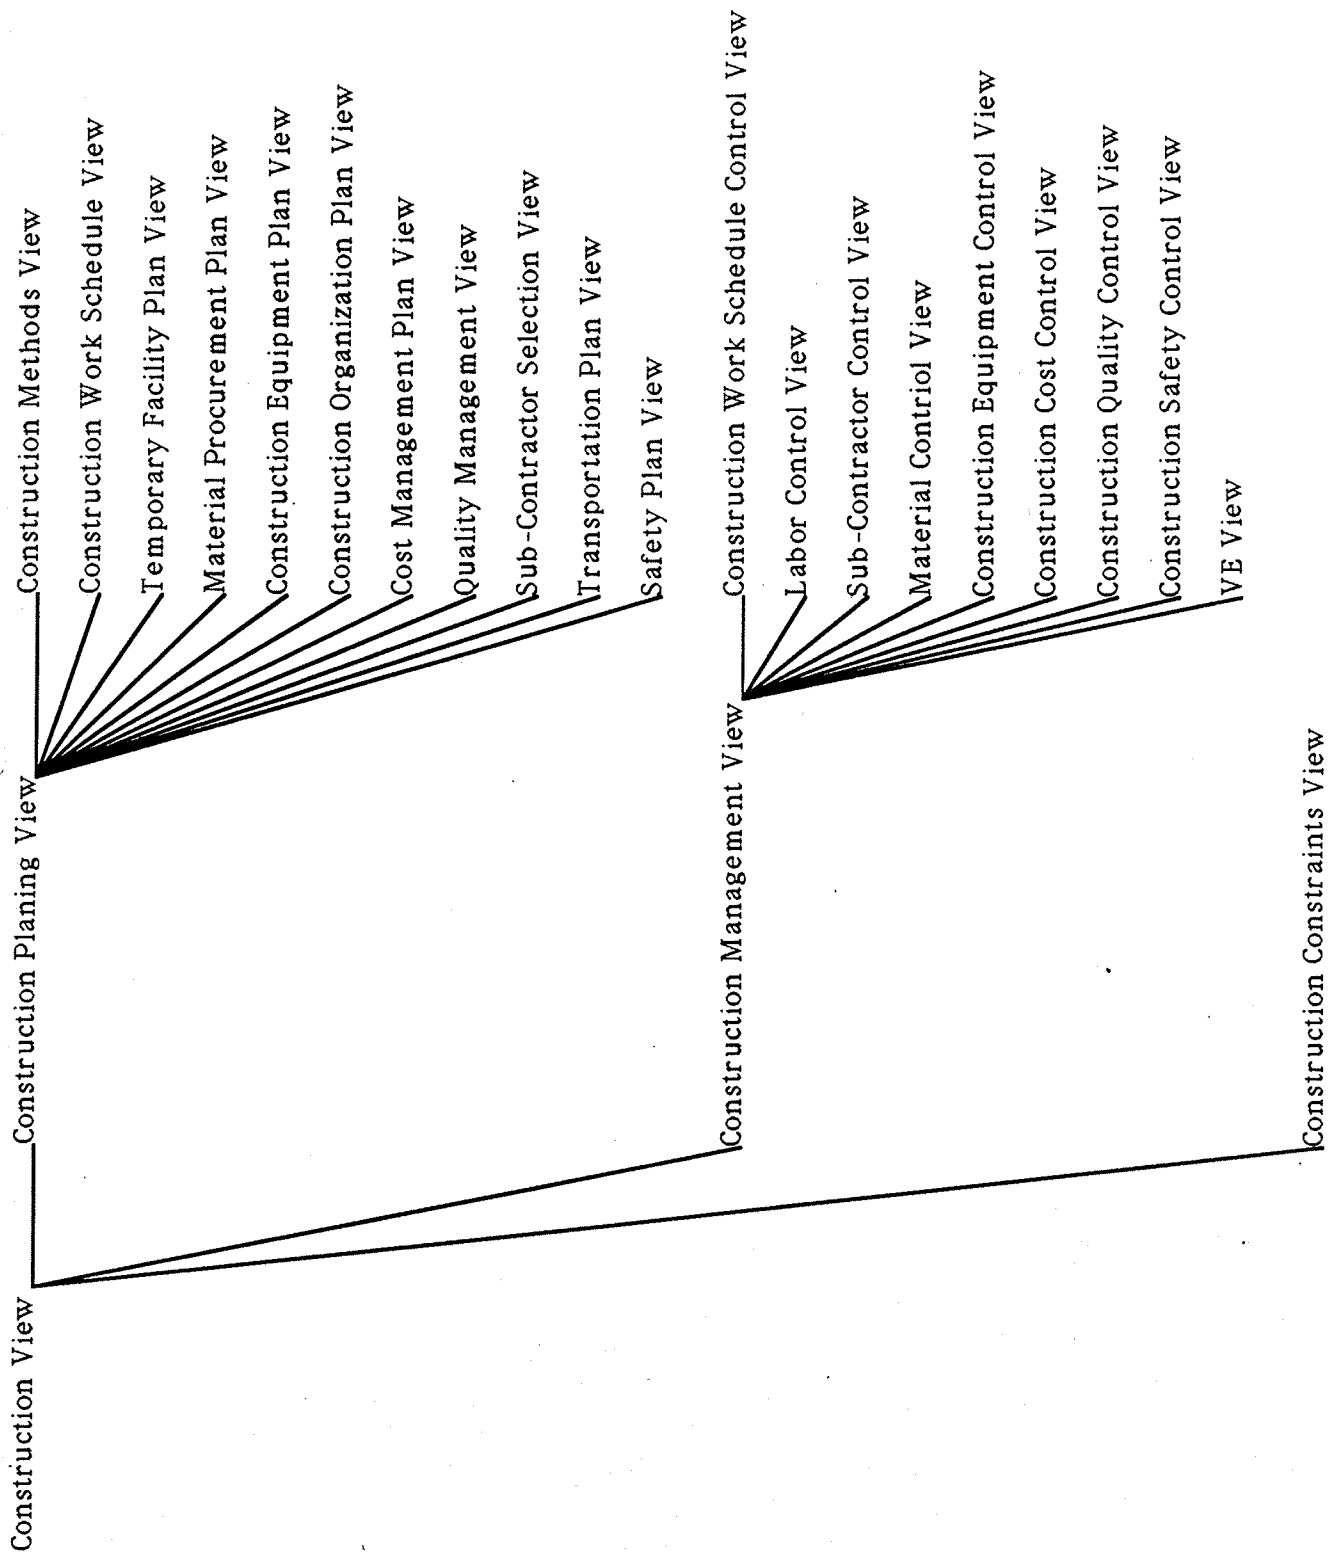 Construction View
Construction Planing View
Construction Methods View
Construction Work Schedule View
Temporary Facility Plan View
Material Procurement Plan View
Construction Equipment Plan View
Construction Organization Plan View
Cost Management Plan View
Quality Management View
Sub-Contractor Selection View
Transportation Plan View
Safety Plan View
Construction Management View
Construction Work Schedule Control View
Labor Control View
Sub-Contractor Control View
Material Contriol View
Construction Equipment Control View
Construction Cost Control View
Construction Quality Control View
Construction Safety Control View
VE View
Construction Constraints View